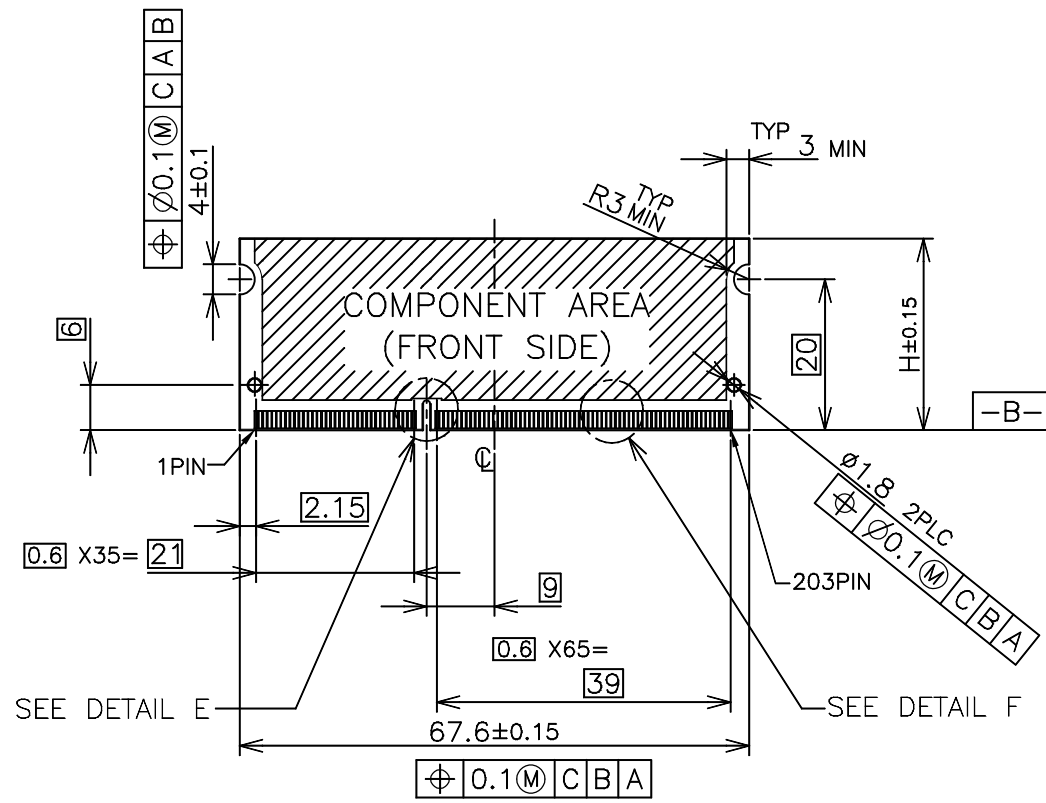 ⌖ ⌀0.1Ⓜ C A B
4±0.1
TYP
3 MIN
TYP
R3 MIN
COMPONENT AREA
(FRONT SIDE)
6
20
H±0.15
-B-
1PIN
℄
2.15
ø1.8 2PLC
⌖ ⌀0.1Ⓜ C B A
0.6 X35= 21
203PIN
9
0.6 X65=
39
SEE DETAIL E
SEE DETAIL F
67.6±0.15
⌖ 0.1Ⓜ C B A